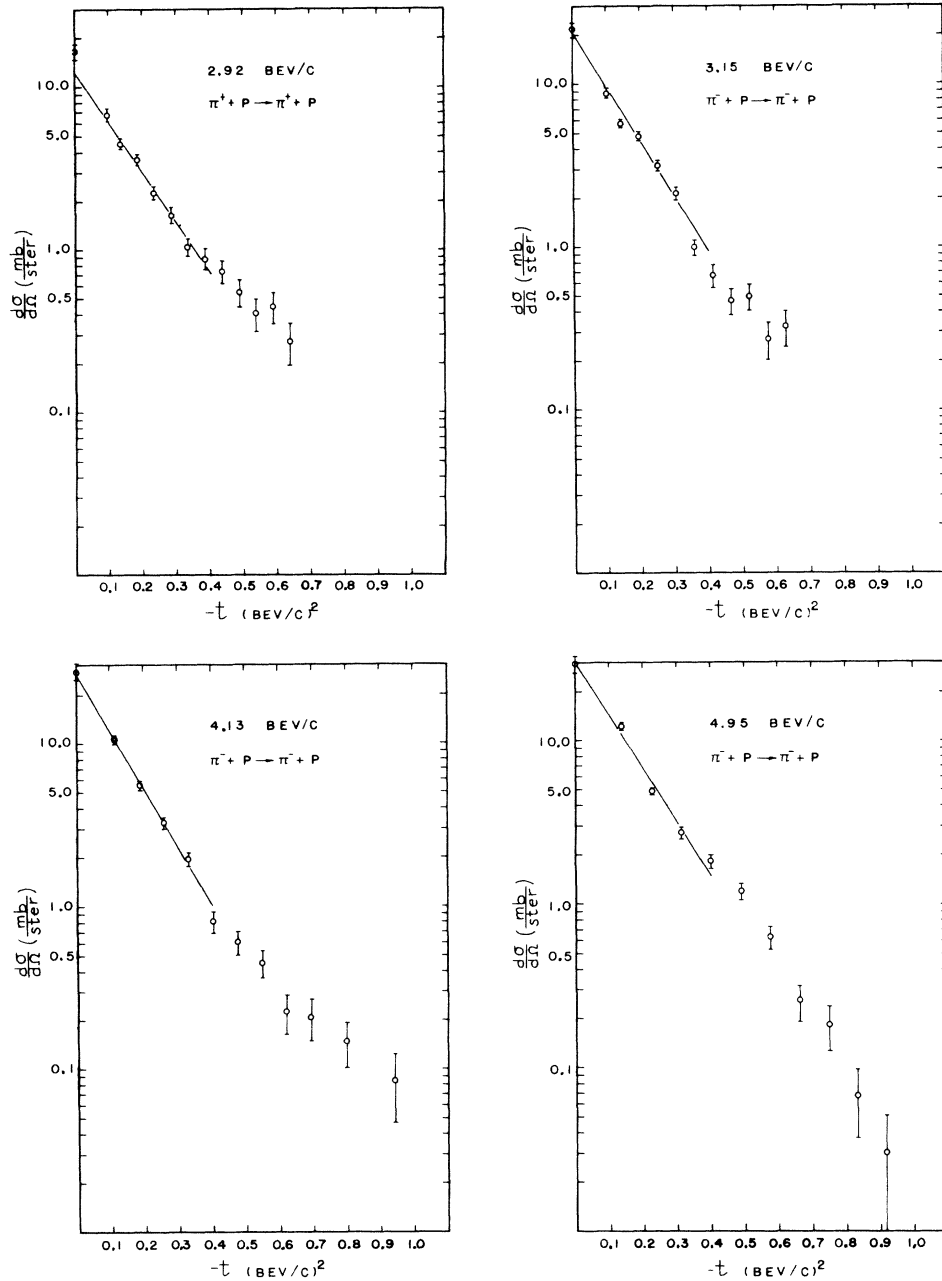 2.92 BEV/C
π⁺ + P → π⁺ + P
10.0
5.0
1.0
0.5
0.1
dσ/dΩ (mb/ster)
0.1 0.2 0.3 0.4 0.5 0.6 0.7 0.8 0.9 1.0
-t (BEV/C)²
3.15 BEV/C
π⁻ + P → π⁻ + P
10.0
5.0
1.0
0.5
0.1
dσ/dΩ (mb/ster)
0.1 0.2 0.3 0.4 0.5 0.6 0.7 0.8 0.9 1.0
-t (BEV/C)²
4.13 BEV/C
π⁻ + P → π⁻ + P
10.0
5.0
1.0
0.5
0.1
dσ/dΩ (mb/ster)
0.1 0.2 0.3 0.4 0.5 0.6 0.7 0.8 0.9 1.0
-t (BEV/C)²
4.95 BEV/C
π⁻ + P → π⁻ + P
10.0
5.0
1.0
0.5
0.1
dσ/dΩ (mb/ster)
0.1 0.2 0.3 0.4 0.5 0.6 0.7 0.8 0.9 1.0
-t (BEV/C)²